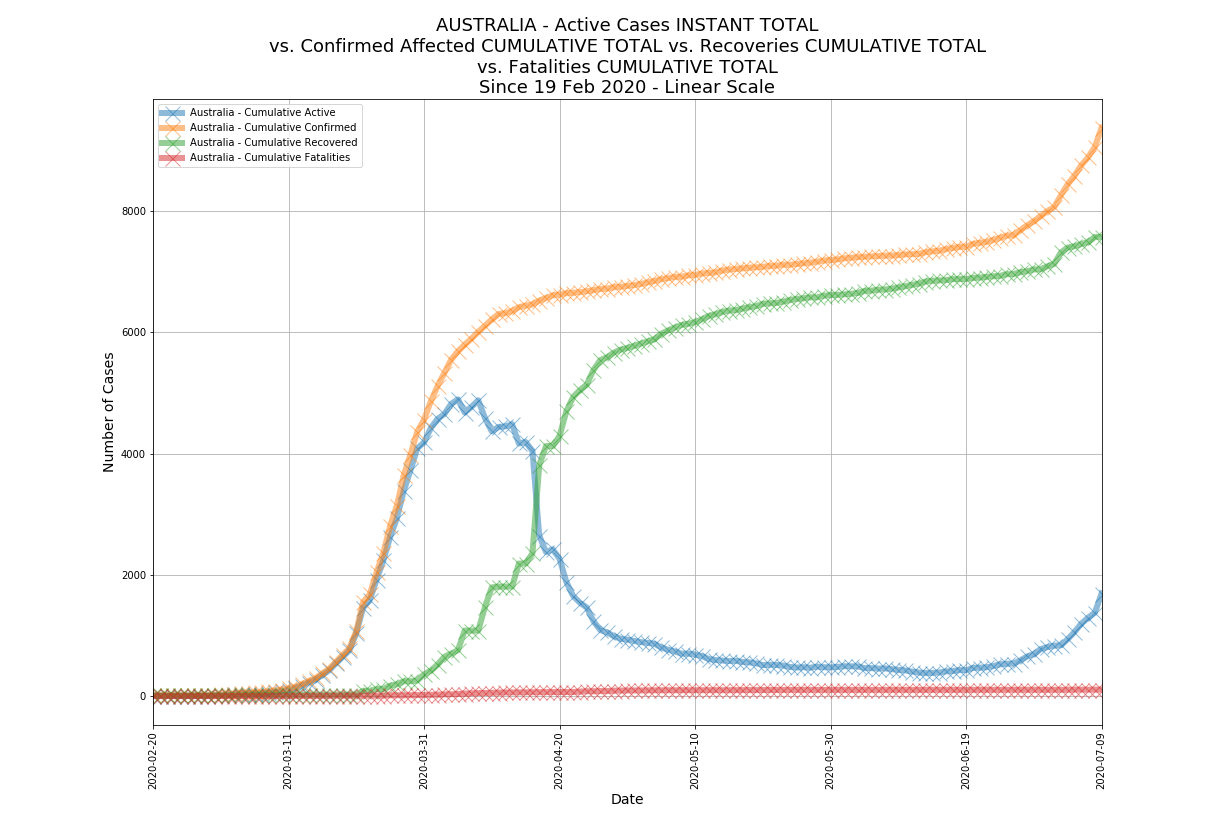 AUSTRALIA - Active Cases INSTANT TOTAL
vs. Confirmed Affected CUMULATIVE TOTAL vs. Recoveries CUMULATIVE TOTAL
vs. Fatalities CUMULATIVE TOTAL
Since 19 Feb 2020 - Linear Scale
Australia - Cumulative Active
Australia - Cumulative Confirmed
Australia - Cumulative Recovered
Australia - Cumulative Fatalities
Number of Cases
8000
6000
4000
2000
0
2020-02-20
2020-03-11
2020-03-31
2020-04-20
2020-05-10
2020-05-30
2020-06-19
2020-07-09
Date